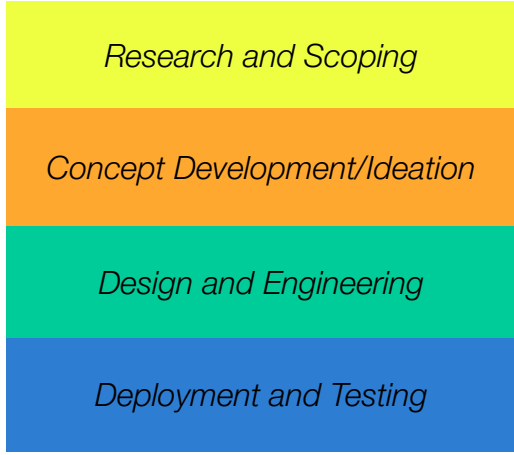 Research and Scoping
Concept Development/Ideation
Design and Engineering
Deployment and Testing